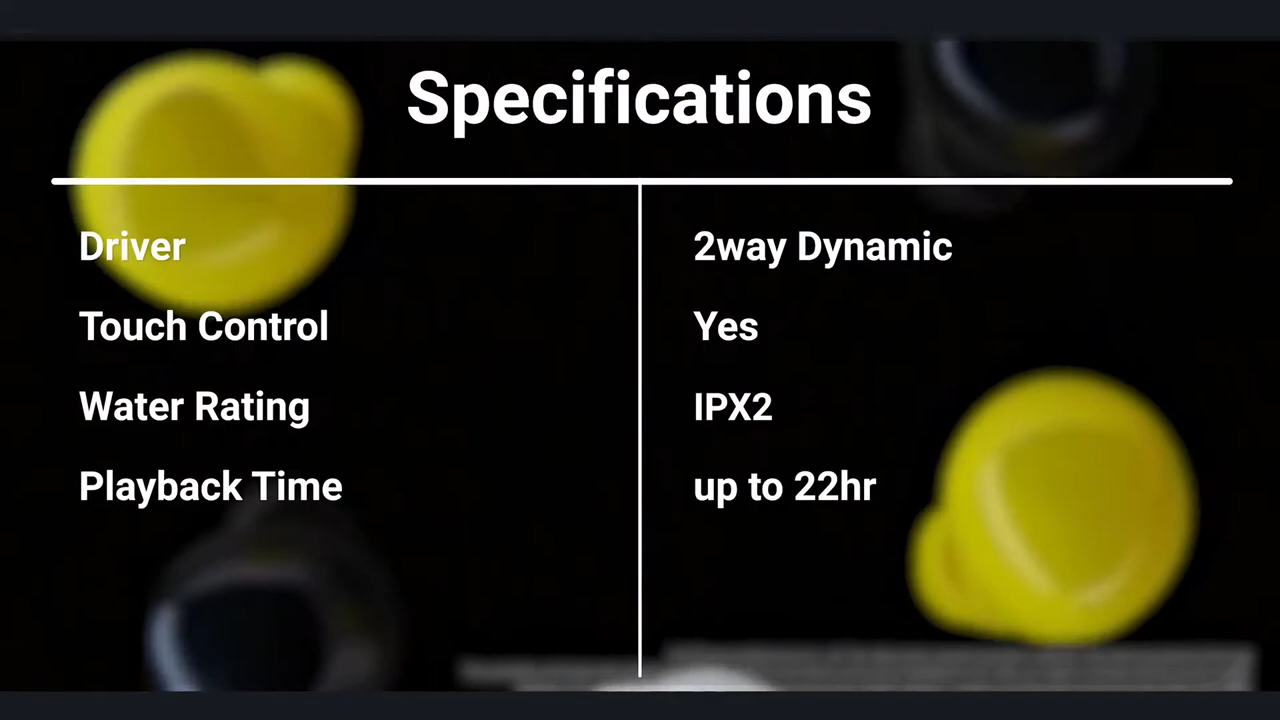 Specifications
Driver 2way Dynamic
Touch Control Yes
Water Rating IPX2
Playback Time up to 22hr